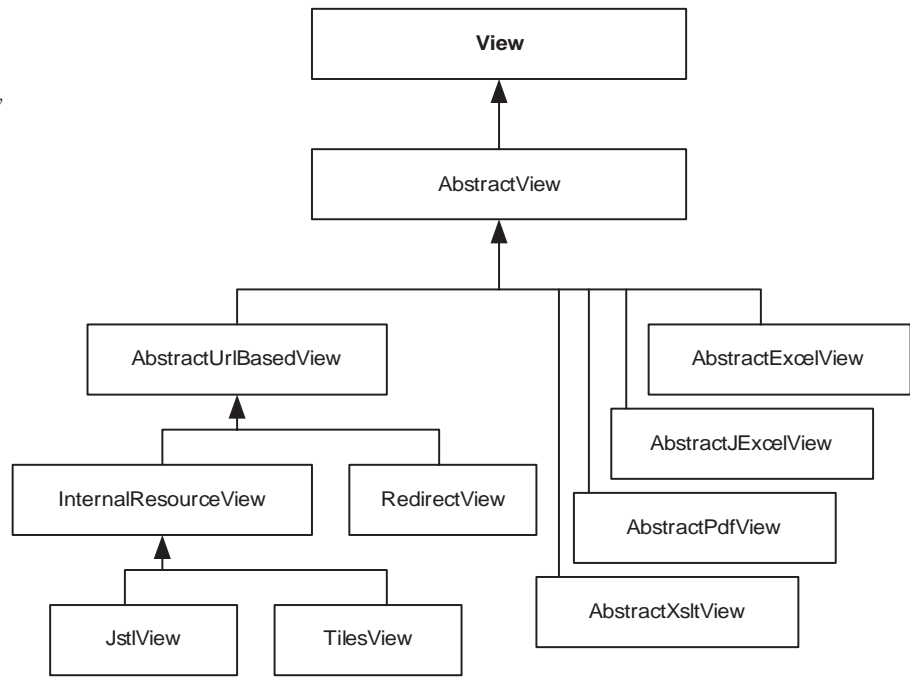 View
,
AbstractView
AbstractUrlBasedView
AbstractExcelView
AbstractJExcelView
InternalResourceView
RedirectView
AbstractPdfView
AbstractXsltView
JstlView
TilesView